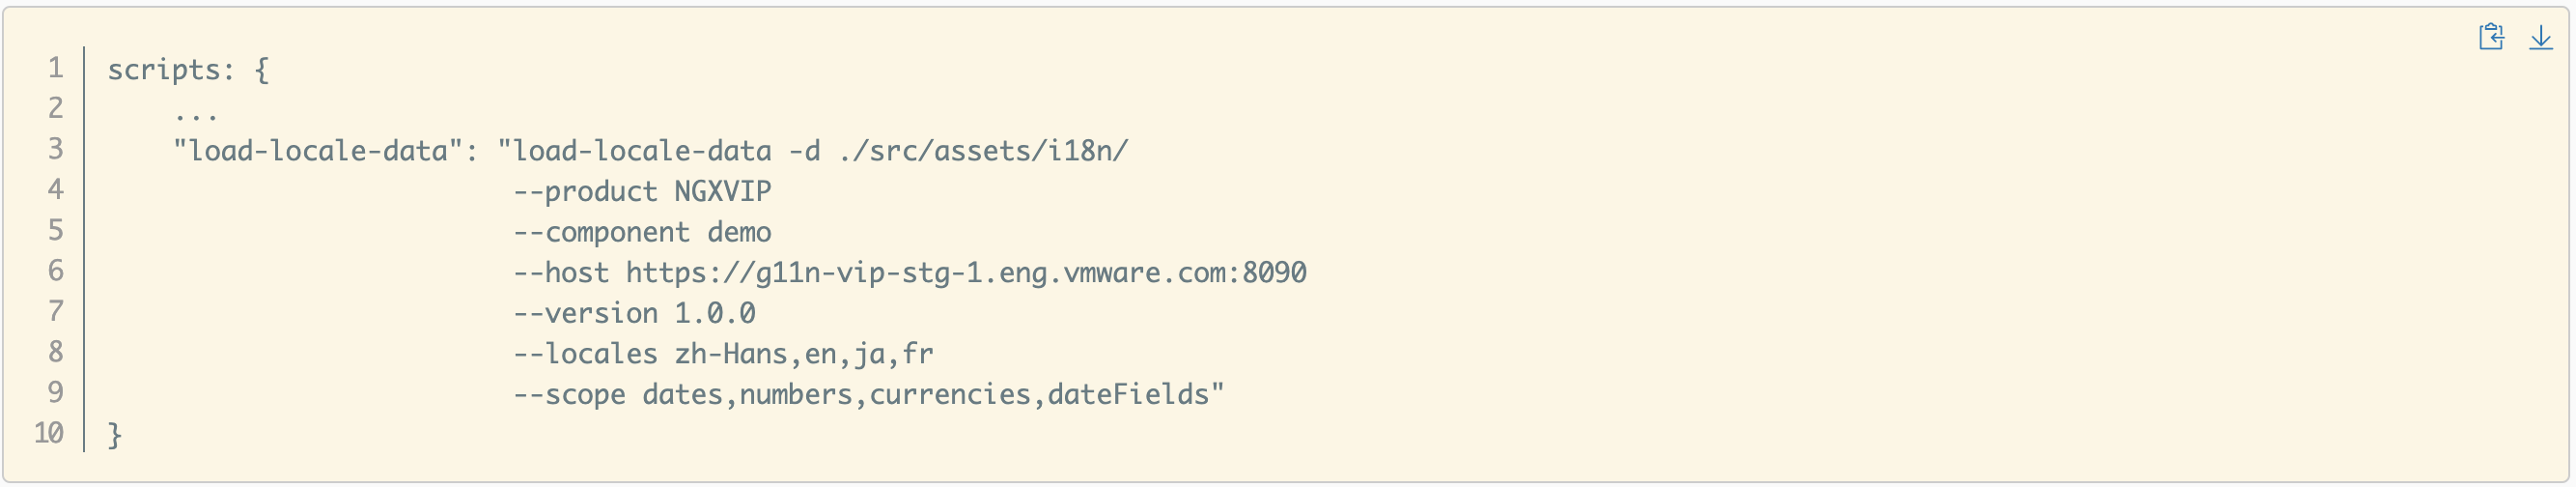 1 scripts: {
2     ...
3     "load-locale-data": "load-locale-data -d ./src/assets/i18n/
4                          --product NGXVIP
5                          --component demo
6                          --host https://g11n-vip-stg-1.eng.vmware.com:8090
7                          --version 1.0.0
8                          --locales zh-Hans,en,ja,fr
9                          --scope dates,numbers,currencies,dateFields"
10 }